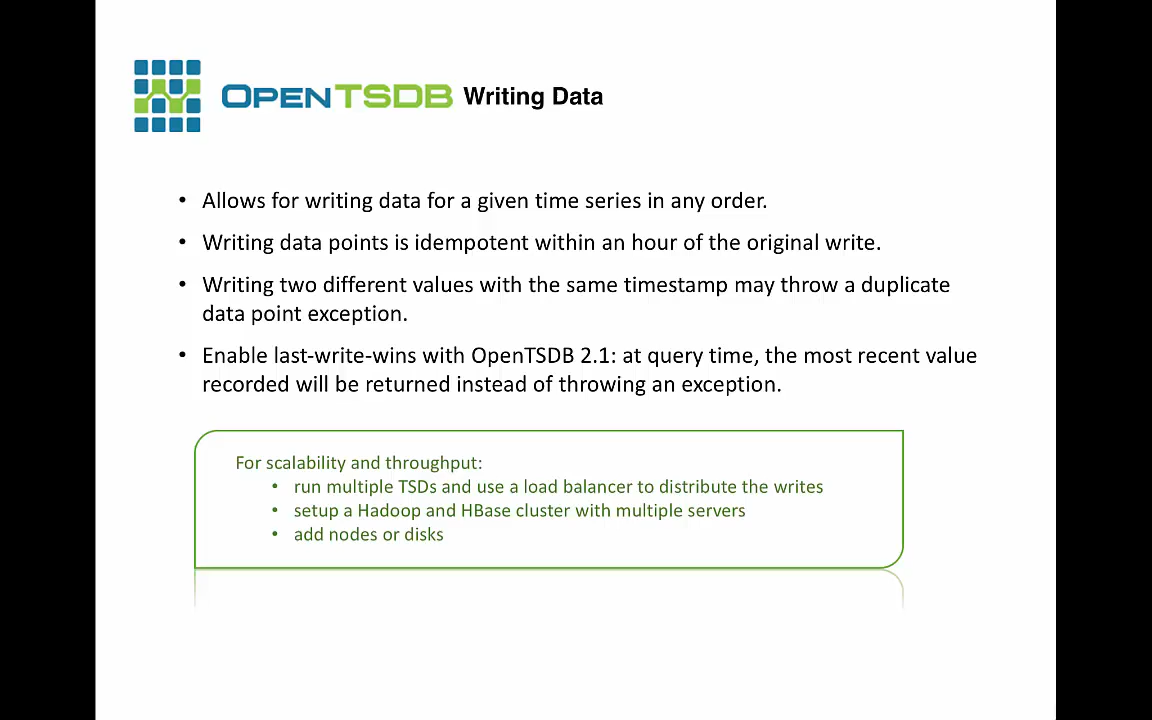 OPENTSDB Writing Data
• Allows for writing data for a given time series in any order.
• Writing data points is idempotent within an hour of the original write.
• Writing two different values with the same timestamp may throw a duplicate
data point exception.
• Enable last-write-wins with OpenTSDB 2.1: at query time, the most recent value
recorded will be returned instead of throwing an exception.
For scalability and throughput:
• run multiple TSDs and use a load balancer to distribute the writes
• setup a Hadoop and HBase cluster with multiple servers
• add nodes or disks